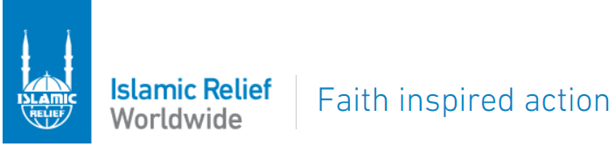 ISLAMIC
RELIEF
Islamic Relief
Worldwide
Faith inspired action